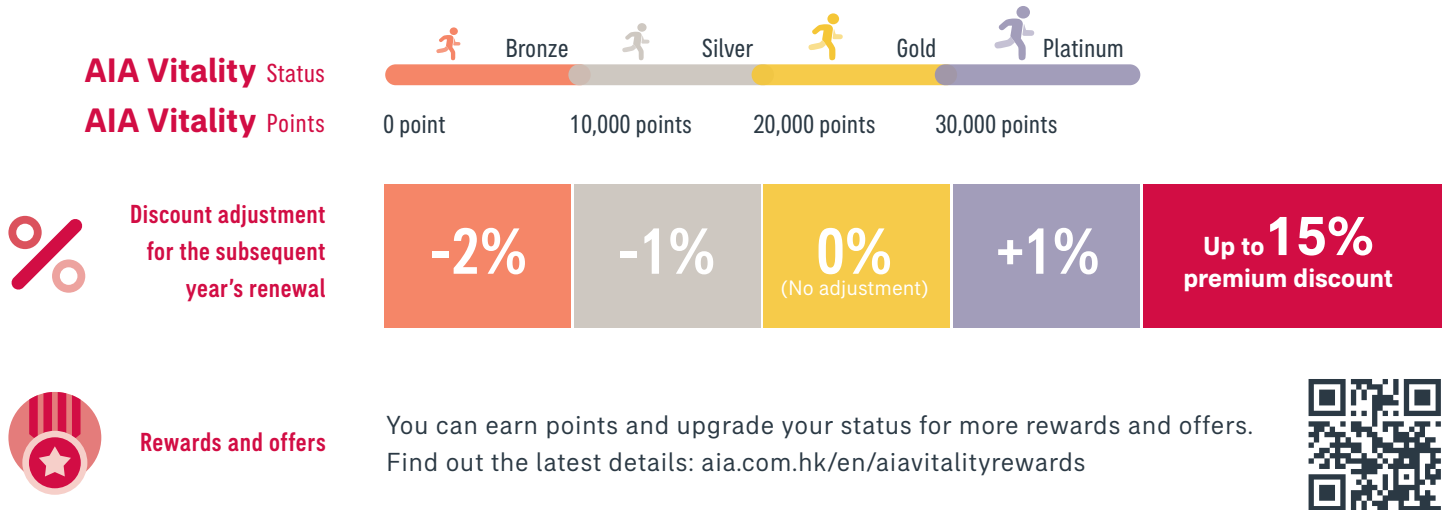 Bronze Silver Gold Platinum
AIA Vitality Status
AIA Vitality Points 0 point 10,000 points 20,000 points 30,000 points
Discount adjustment
for the subsequent
year's renewal
-2% -1% 0% +1%
(No adjustment)
Up to 15%
premium discount
Rewards and offers
You can earn points and upgrade your status for more rewards and offers.
Find out the latest details: aia.com.hk/en/aiavitalityrewards